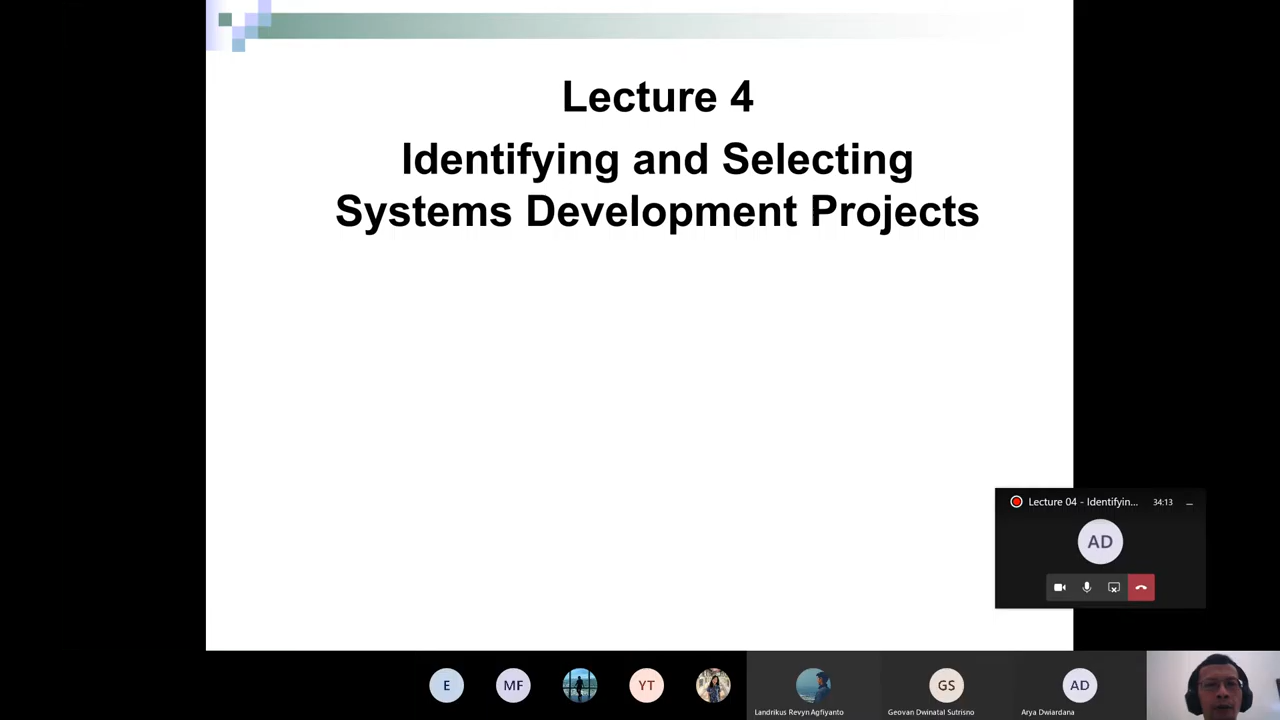 Lecture 4
Identifying and Selecting
Systems Development Projects
Lecture 04 - Identifyin...
34:13
AD
E
MF
YT
GS
AD
Landrikus Revyn Agfiyanto
Geovan Dwinatal Sutrisno
Arya Dwiardana